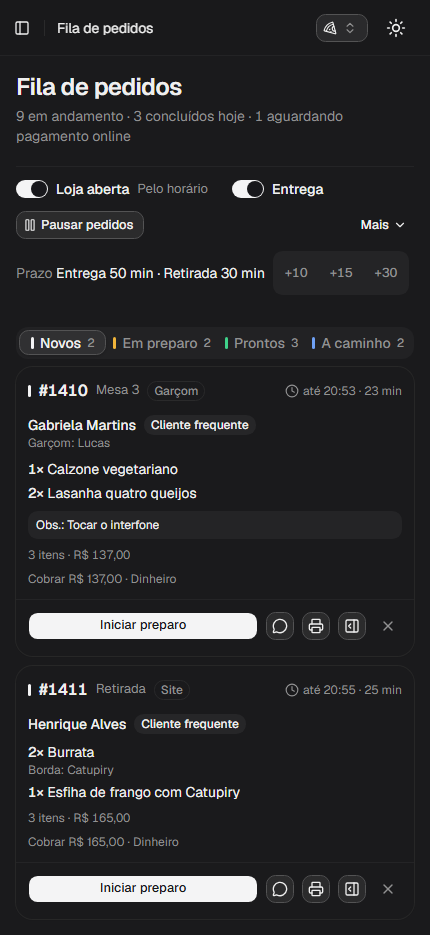 Fila de pedidos
Fila de pedidos
9 em andamento · 3 concluídos hoje · 1 aguardando
pagamento online
Loja aberta Pelo horário Entrega
Pausar pedidos Mais
Prazo Entrega 50 min · Retirada 30 min +10 +15 +30
Novos 2 Em preparo 2 Prontos 3 A caminho 2
#1410 Mesa 3 Garçom até 20:53 · 23 min
Gabriela Martins Cliente frequente
Garçom: Lucas
1× Calzone vegetariano
2× Lasanha quatro queijos
Obs.: Tocar o interfone
3 itens · R$ 137,00
Cobrar R$ 137,00 · Dinheiro
Iniciar preparo
#1411 Retirada Site até 20:55 · 25 min
Henrique Alves Cliente frequente
2× Burrata
Borda: Catupiry
1× Esfiha de frango com Catupiry
3 itens · R$ 165,00
Cobrar R$ 165,00 · Dinheiro
Iniciar preparo